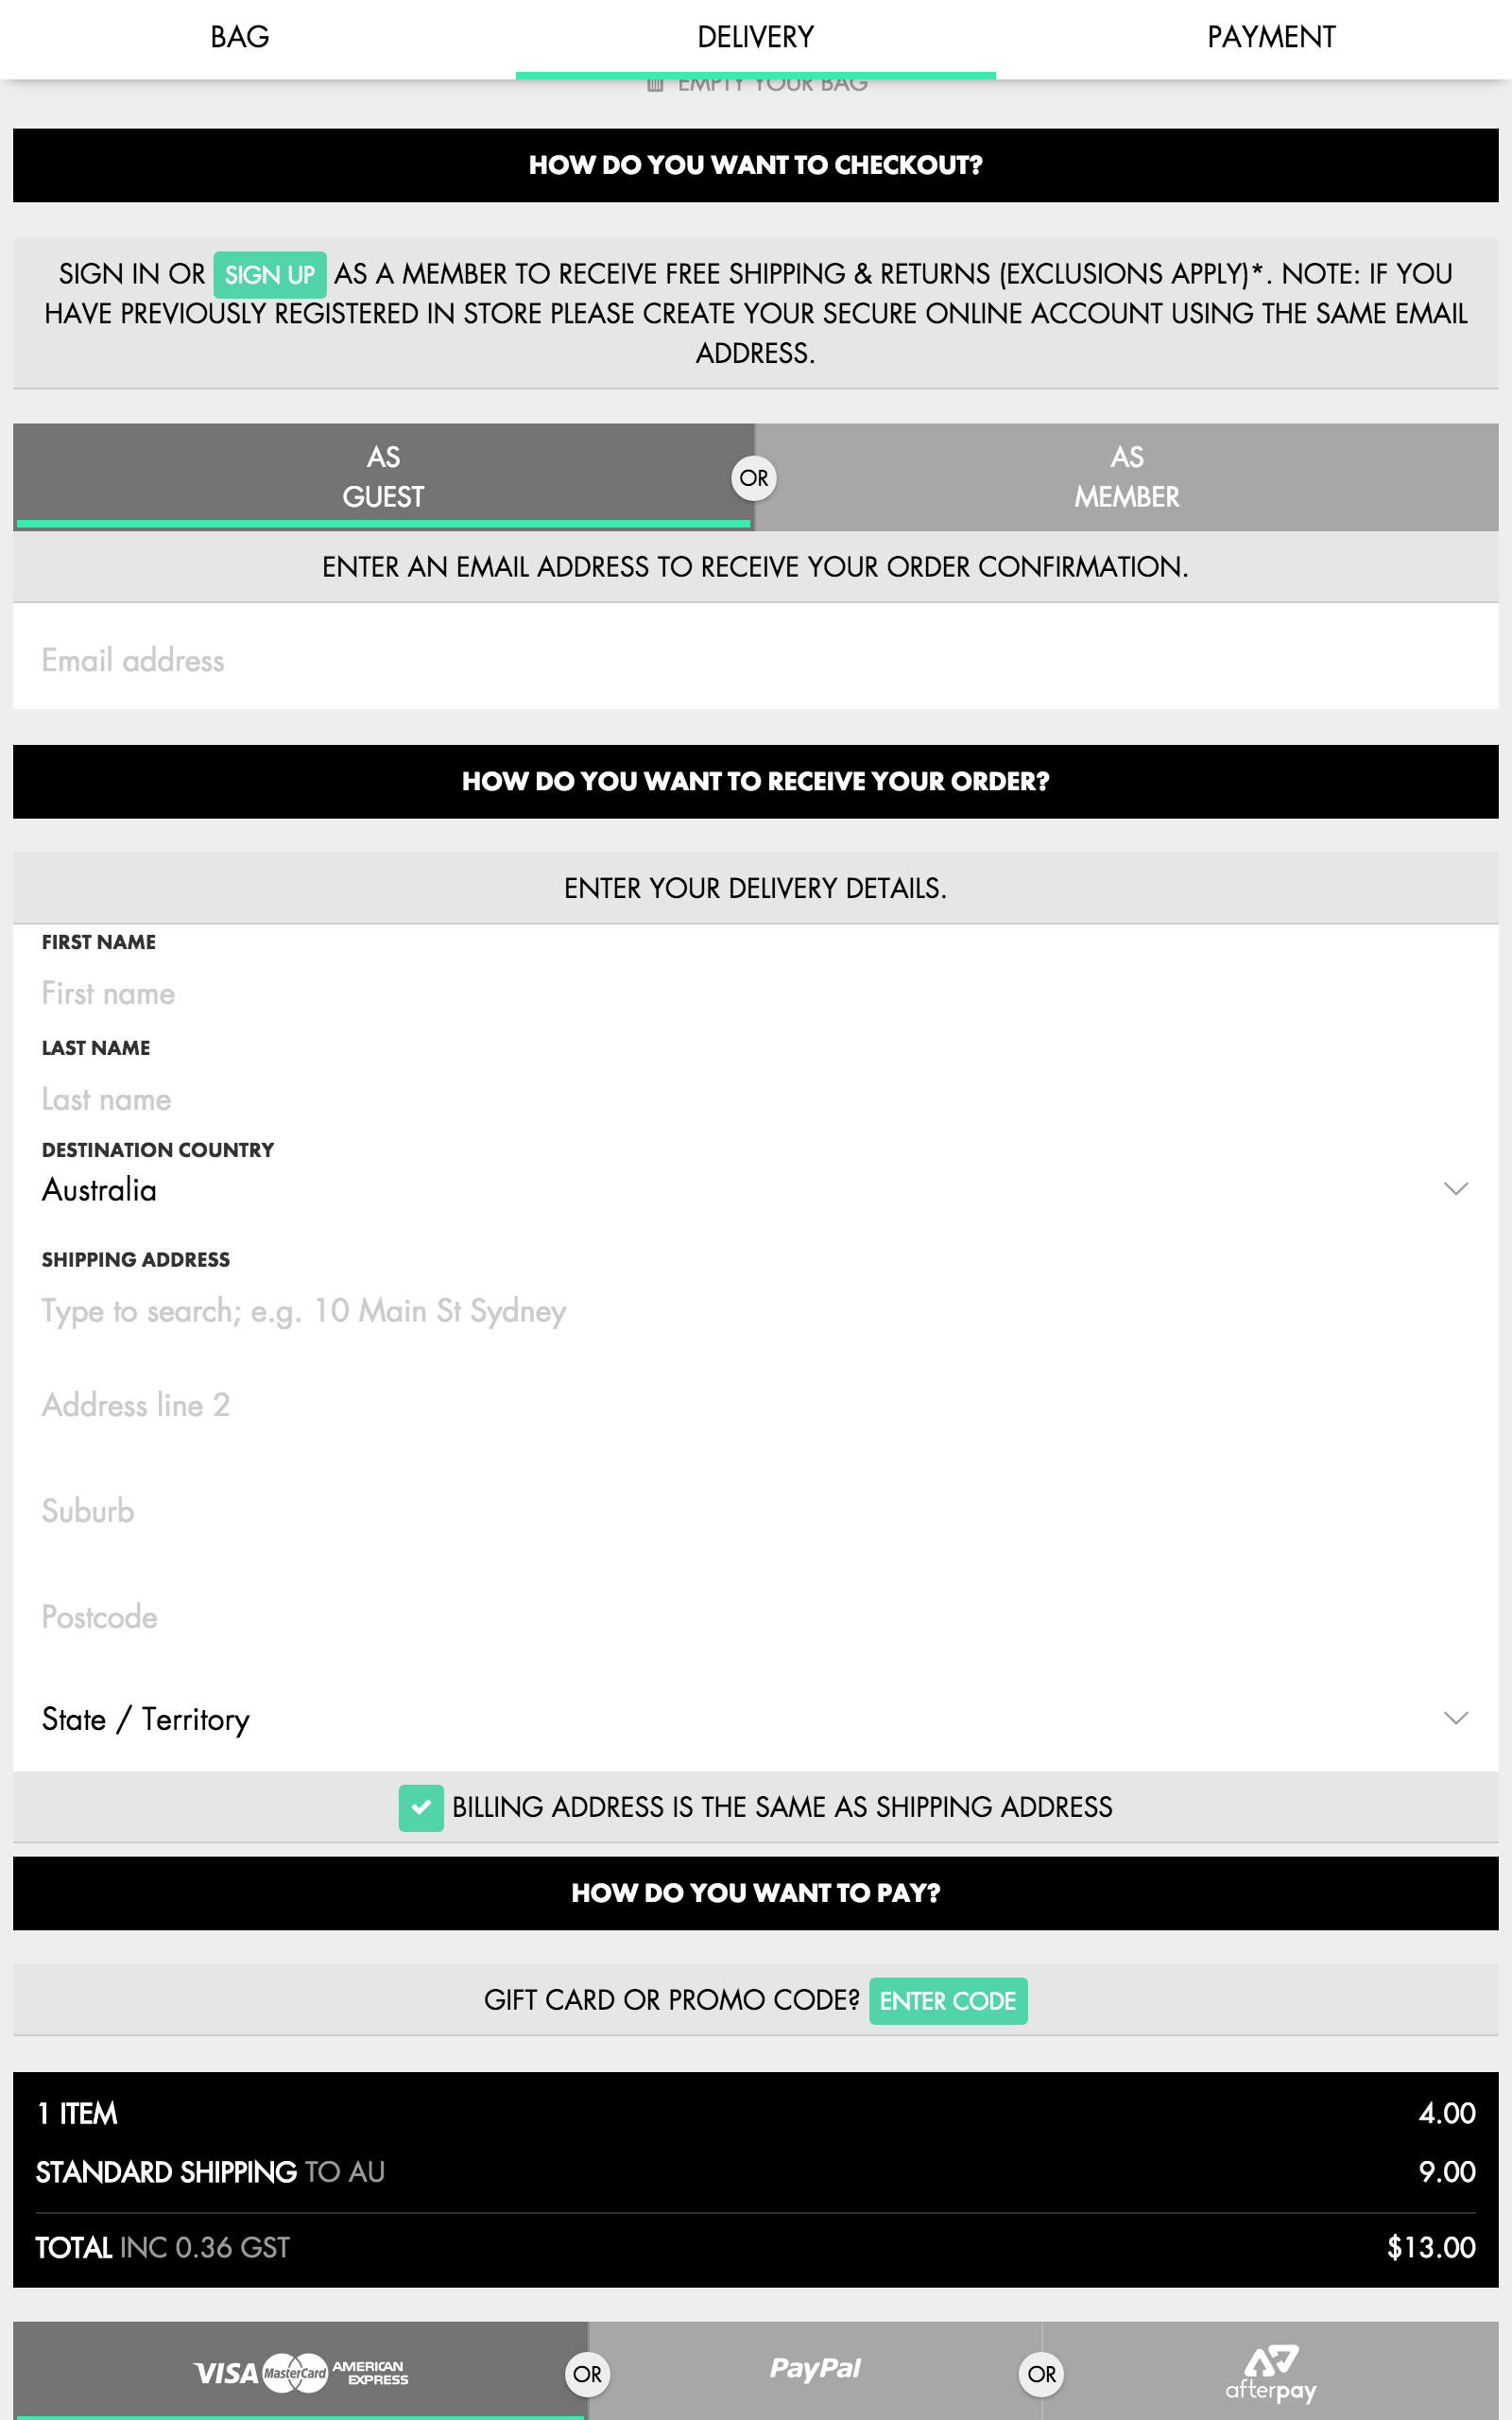 BAG
DELIVERY
PAYMENT
EMPTY YOUR BAG
HOW DO YOU WANT TO CHECKOUT?
SIGN IN OR SIGN UP AS A MEMBER TO RECEIVE FREE SHIPPING & RETURNS (EXCLUSIONS APPLY)*. NOTE: IF YOU
HAVE PREVIOUSLY REGISTERED IN STORE PLEASE CREATE YOUR SECURE ONLINE ACCOUNT USING THE SAME EMAIL
ADDRESS.
AS
GUEST
OR
AS
MEMBER
ENTER AN EMAIL ADDRESS TO RECEIVE YOUR ORDER CONFIRMATION.
Email address
HOW DO YOU WANT TO RECEIVE YOUR ORDER?
ENTER YOUR DELIVERY DETAILS.
FIRST NAME
First name
LAST NAME
Last name
DESTINATION COUNTRY
Australia
SHIPPING ADDRESS
Type to search; e.g. 10 Main St Sydney
Address line 2
Suburb
Postcode
State / Territory
BILLING ADDRESS IS THE SAME AS SHIPPING ADDRESS
HOW DO YOU WANT TO PAY?
GIFT CARD OR PROMO CODE? ENTER CODE
1 ITEM 4.00
STANDARD SHIPPING TO AU 9.00
TOTAL INC 0.36 GST $13.00
VISA MasterCard AMERICAN EXPRESS
OR
PayPal
OR
afterpay